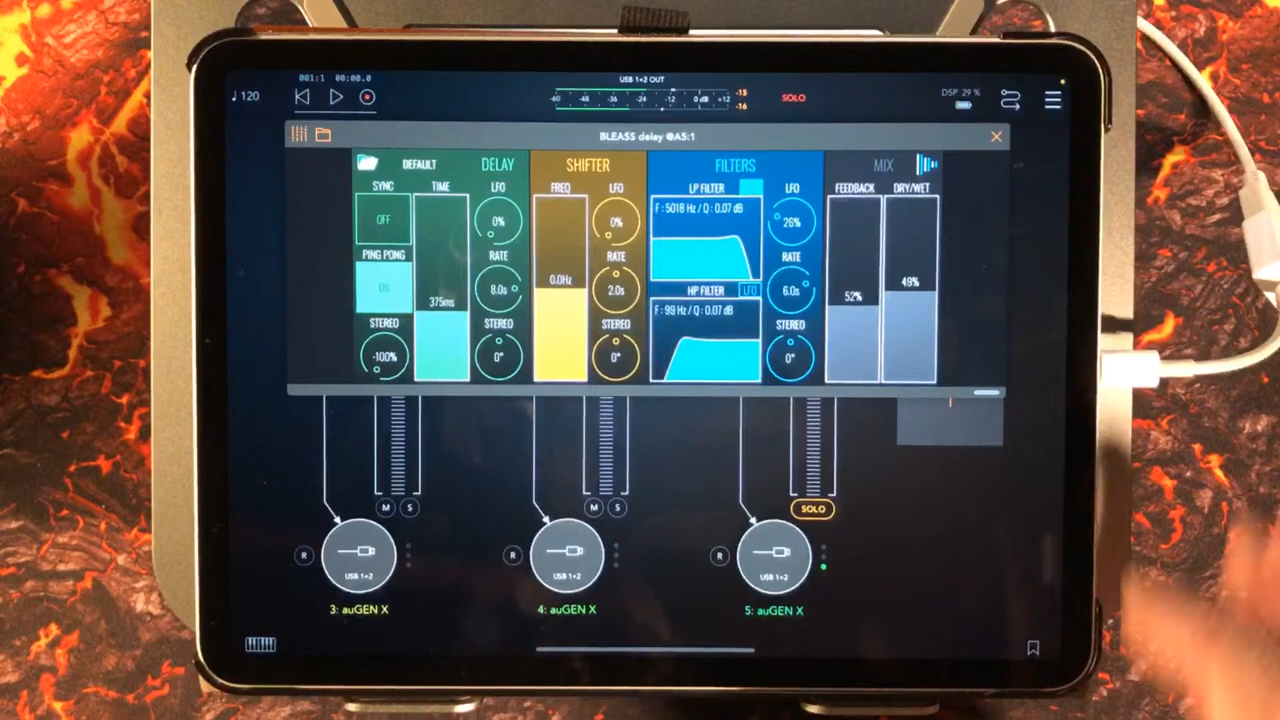 ♩120
001:1 00:00.0
USB 1+2 OUT
-60 -48 -36 -24 -12 0 dB +12
-15
-16
SOLO
DSP 29 %
BLEASS delay @A5:1
DEFAULT DELAY
SYNC TIME LFO
OFF 0%
PING PONG RATE
ON 375ms 8.0s
STEREO STEREO
-100% 0°
SHIFTER
FREQ LFO
0%
0.0Hz RATE
2.0s
STEREO
0°
FILTERS
LP FILTER LFO
F : 5018 Hz / Q : 0.07 dB 26%
RATE
HP FILTER LFO 6.0s
F : 99 Hz / Q : 0.07 dB
STEREO
0°
MIX
FEEDBACK DRY/WET
52% 49%
M S
M S
SOLO
R USB 1+2
R USB 1+2
R USB 1+2
3: auGEN X
4: auGEN X
5: auGEN X